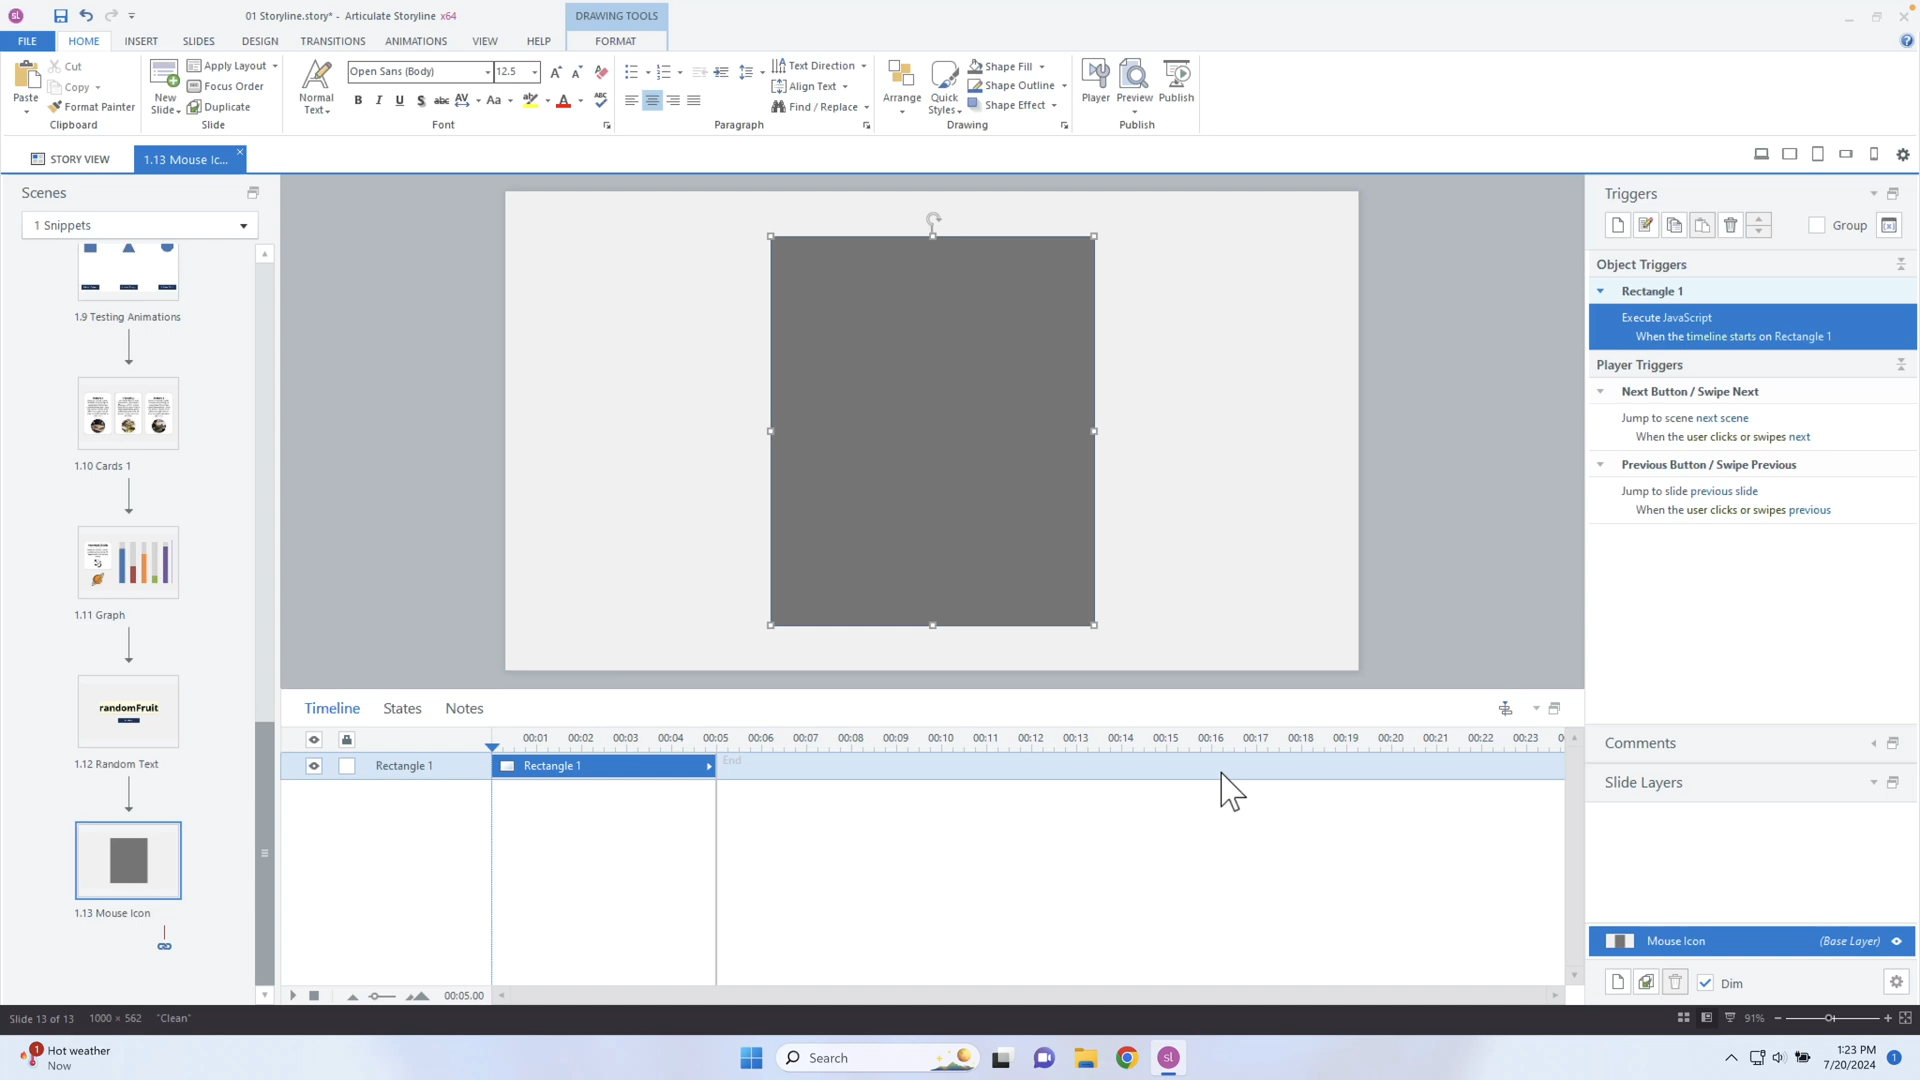 sl 01 Storyline.story* - Articulate Storyline x64 DRAWING TOOLS
FILE HOME INSERT SLIDES DESIGN TRANSITIONS ANIMATIONS VIEW HELP FORMAT
Paste Cut Copy Format Painter
Clipboard
New Slide Apply Layout Focus Order Duplicate
Slide
Normal Text Open Sans (Body) 12.5 A A
B I U S abc AV Aa A ABC
Font
Text Direction
Align Text
Find / Replace
Paragraph
Arrange Quick Styles Shape Fill Shape Outline Shape Effect
Drawing
Player Preview Publish
Publish
STORY VIEW 1.13 Mouse Ic...
Scenes
1 Snippets
1.9 Testing Animations
1.10 Cards 1
1.11 Graph
randomFruit
1.12 Random Text
1.13 Mouse Icon
Timeline States Notes
00:01 00:02 00:03 00:04 00:05 00:06 00:07 00:08 00:09 00:10 00:11 00:12 00:13 00:14 00:15 00:16 00:17 00:18 00:19 00:20 00:21 00:22 00:23
Rectangle 1 Rectangle 1 End
00:05.00
Triggers
Group
Object Triggers
Rectangle 1
Execute JavaScript
When the timeline starts on Rectangle 1
Player Triggers
Next Button / Swipe Next
Jump to scene next scene
When the user clicks or swipes next
Previous Button / Swipe Previous
Jump to slide previous slide
When the user clicks or swipes previous
Comments
Slide Layers
Mouse Icon (Base Layer)
Dim
Slide 13 of 13 1000 × 562 "Clean" 91%
1 Hot weather
Now
Search
sl
1:23 PM
7/20/2024
1